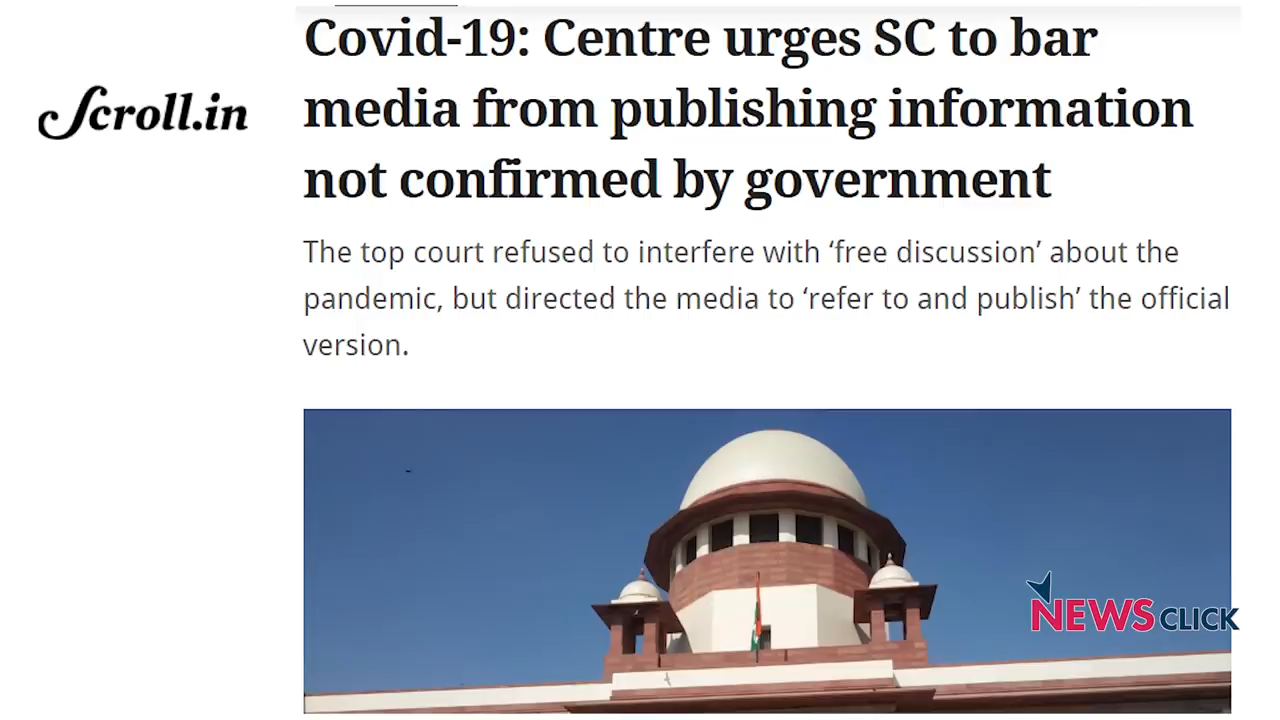 Covid-19: Centre urges SC to bar
media from publishing information
not confirmed by government
Scroll.in
The top court refused to interfere with ‘free discussion’ about the
pandemic, but directed the media to ‘refer to and publish’ the official
version.
NEWSCLICK